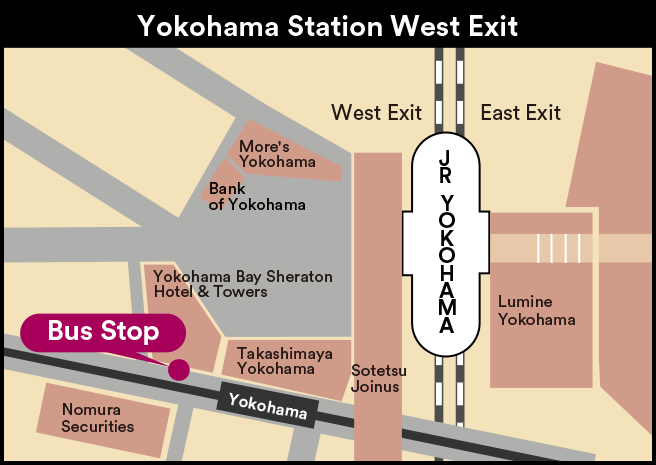 Yokohama Station West Exit
West Exit
East Exit
More's
Yokohama
Bank
of Yokohama
JR YOKOHAMA
Yokohama Bay Sheraton
Hotel & Towers
Lumine
Yokohama
Bus Stop
Takashimaya
Yokohama
Sotetsu
Joinus
Yokohama
Nomura
Securities